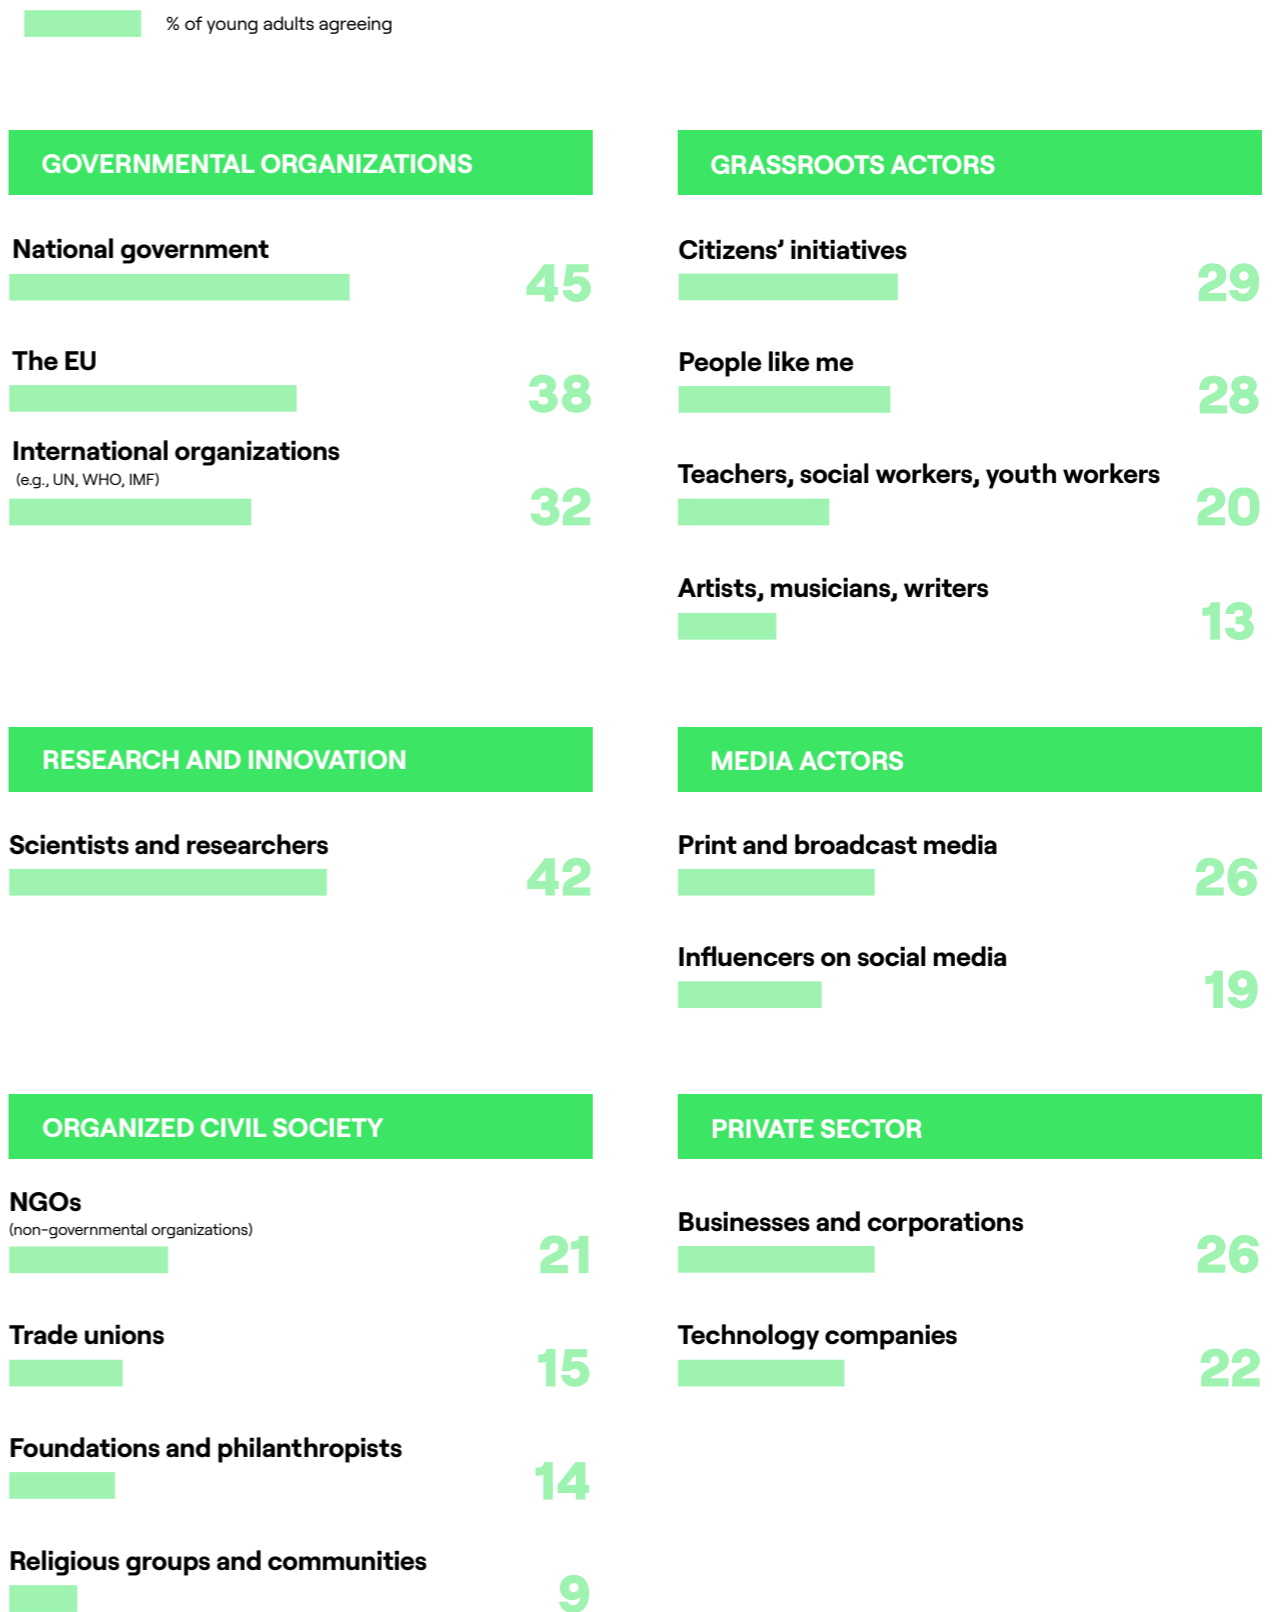 % of young adults agreeing
GOVERNMENTAL ORGANIZATIONS
National government
45
The EU
38
International organizations
(e.g., UN, WHO, IMF)
32
GRASSROOTS ACTORS
Citizens’ initiatives
29
People like me
28
Teachers, social workers, youth workers
20
Artists, musicians, writers
13
RESEARCH AND INNOVATION
Scientists and researchers
42
MEDIA ACTORS
Print and broadcast media
26
Influencers on social media
19
ORGANIZED CIVIL SOCIETY
NGOs
(non-governmental organizations)
21
Trade unions
15
Foundations and philanthropists
14
Religious groups and communities
9
PRIVATE SECTOR
Businesses and corporations
26
Technology companies
22